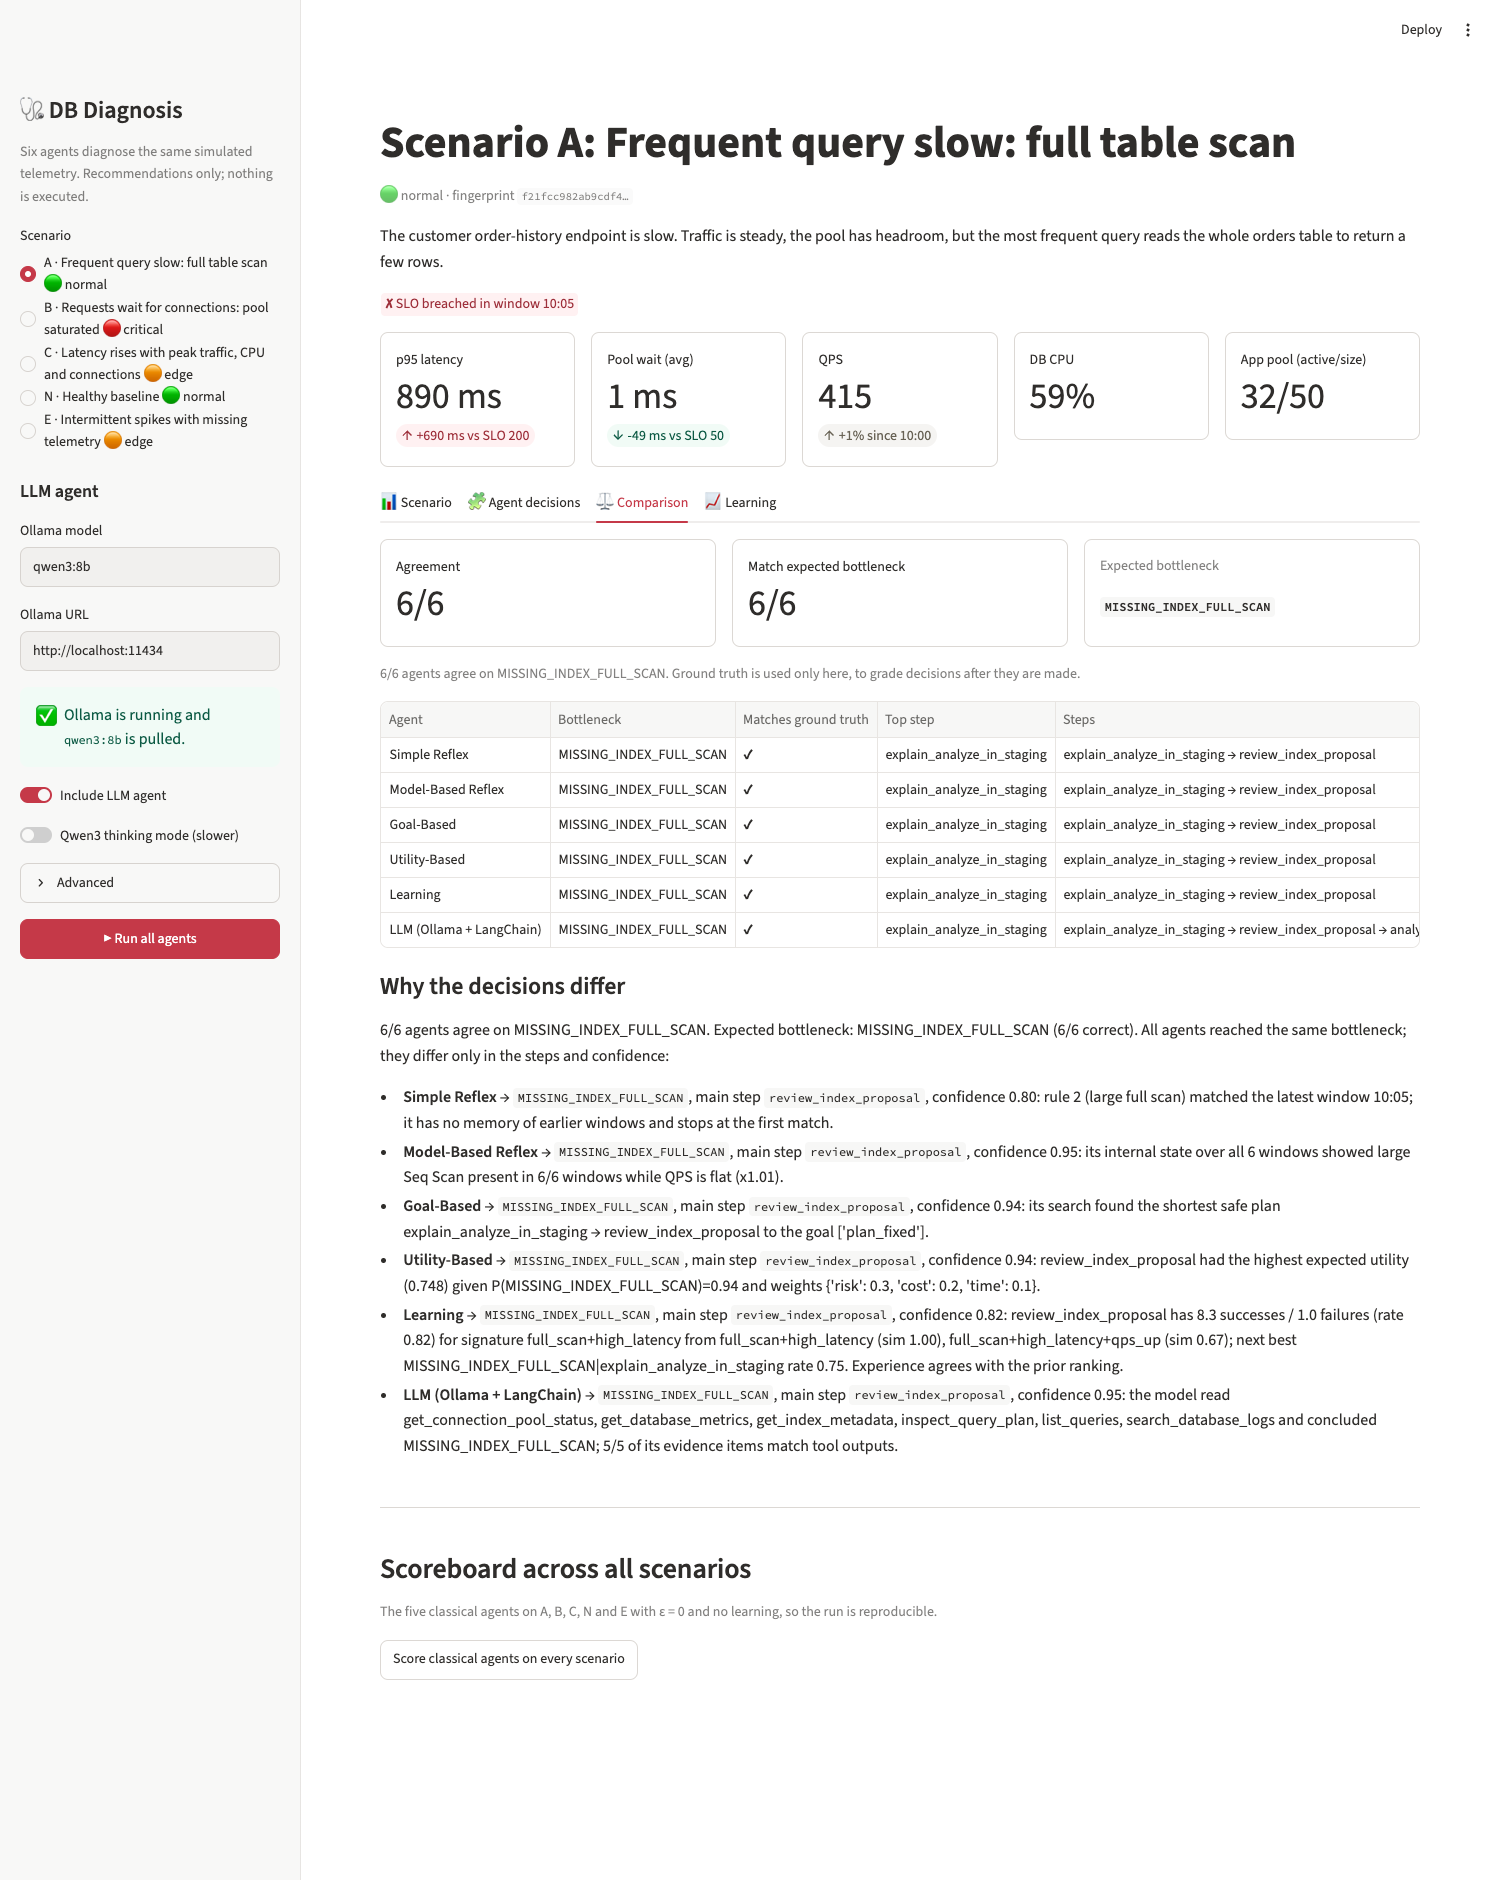 Deploy
DB Diagnosis
Six agents diagnose the same simulated
telemetry. Recommendations only; nothing
is executed.
Scenario
A · Frequent query slow: full table scan
normal
B · Requests wait for connections: pool
saturated critical
C · Latency rises with peak traffic, CPU
and connections edge
N · Healthy baseline normal
E · Intermittent spikes with missing
telemetry edge
LLM agent
Ollama model
qwen3:8b
Ollama URL
http://localhost:11434
Ollama is running and
qwen3:8b is pulled.
Include LLM agent
Qwen3 thinking mode (slower)
Advanced
Run all agents
Scenario A: Frequent query slow: full table scan
normal · fingerprint f21fcc982ab9cdf4…
The customer order-history endpoint is slow. Traffic is steady, the pool has headroom, but the most frequent query reads the whole orders table to return a
few rows.
✗ SLO breached in window 10:05
p95 latency
890 ms
↑ +690 ms vs SLO 200
Pool wait (avg)
1 ms
↓ -49 ms vs SLO 50
QPS
415
↑ +1% since 10:00
DB CPU
59%
App pool (active/size)
32/50
Scenario
Agent decisions
Comparison
Learning
Agreement
6/6
Match expected bottleneck
6/6
Expected bottleneck
MISSING_INDEX_FULL_SCAN
6/6 agents agree on MISSING_INDEX_FULL_SCAN. Ground truth is used only here, to grade decisions after they are made.
Agent Bottleneck Matches ground truth Top step Steps
Simple Reflex MISSING_INDEX_FULL_SCAN ✓ explain_analyze_in_staging explain_analyze_in_staging → review_index_proposal
Model-Based Reflex MISSING_INDEX_FULL_SCAN ✓ explain_analyze_in_staging explain_analyze_in_staging → review_index_proposal
Goal-Based MISSING_INDEX_FULL_SCAN ✓ explain_analyze_in_staging explain_analyze_in_staging → review_index_proposal
Utility-Based MISSING_INDEX_FULL_SCAN ✓ explain_analyze_in_staging explain_analyze_in_staging → review_index_proposal
Learning MISSING_INDEX_FULL_SCAN ✓ explain_analyze_in_staging explain_analyze_in_staging → review_index_proposal
LLM (Ollama + LangChain) MISSING_INDEX_FULL_SCAN ✓ explain_analyze_in_staging explain_analyze_in_staging → review_index_proposal → analy
Why the decisions differ
6/6 agents agree on MISSING_INDEX_FULL_SCAN. Expected bottleneck: MISSING_INDEX_FULL_SCAN (6/6 correct). All agents reached the same bottleneck;
they differ only in the steps and confidence:
• Simple Reflex → MISSING_INDEX_FULL_SCAN , main step review_index_proposal , confidence 0.80: rule 2 (large full scan) matched the latest window 10:05;
it has no memory of earlier windows and stops at the first match.
• Model-Based Reflex → MISSING_INDEX_FULL_SCAN , main step review_index_proposal , confidence 0.95: its internal state over all 6 windows showed large
Seq Scan present in 6/6 windows while QPS is flat (x1.01).
• Goal-Based → MISSING_INDEX_FULL_SCAN , main step review_index_proposal , confidence 0.94: its search found the shortest safe plan
explain_analyze_in_staging → review_index_proposal to the goal ['plan_fixed'].
• Utility-Based → MISSING_INDEX_FULL_SCAN , main step review_index_proposal , confidence 0.94: review_index_proposal had the highest expected utility
(0.748) given P(MISSING_INDEX_FULL_SCAN)=0.94 and weights {'risk': 0.3, 'cost': 0.2, 'time': 0.1}.
• Learning → MISSING_INDEX_FULL_SCAN , main step review_index_proposal , confidence 0.82: review_index_proposal has 8.3 successes / 1.0 failures (rate
0.82) for signature full_scan+high_latency from full_scan+high_latency (sim 1.00), full_scan+high_latency+qps_up (sim 0.67); next best
MISSING_INDEX_FULL_SCAN|explain_analyze_in_staging rate 0.75. Experience agrees with the prior ranking.
• LLM (Ollama + LangChain) → MISSING_INDEX_FULL_SCAN , main step review_index_proposal , confidence 0.95: the model read
get_connection_pool_status, get_database_metrics, get_index_metadata, inspect_query_plan, list_queries, search_database_logs and concluded
MISSING_INDEX_FULL_SCAN; 5/5 of its evidence items match tool outputs.
Scoreboard across all scenarios
The five classical agents on A, B, C, N and E with ε = 0 and no learning, so the run is reproducible.
Score classical agents on every scenario